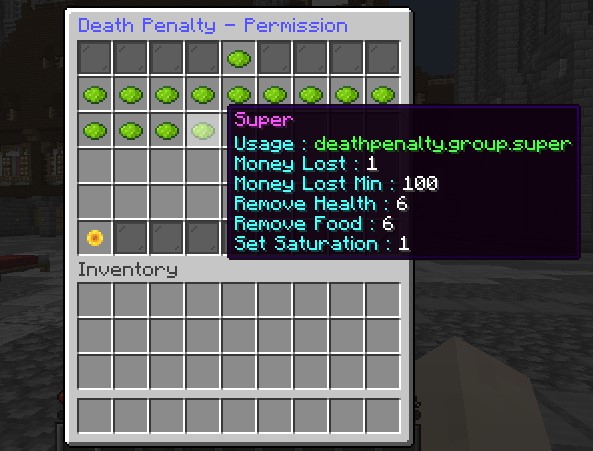 Death Penalty - Permission
Super
Usage : deathpenalty.group.super
Money Lost : 1
Money Lost Min : 100
Remove Health : 6
Remove Food : 6
Set Saturation : 1
Inventory